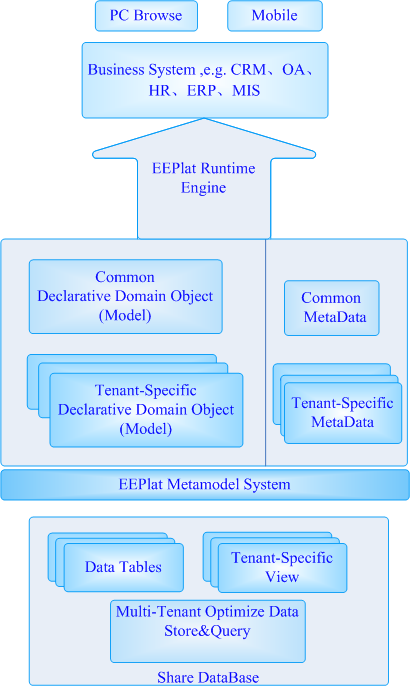 PC Browse
Mobile
Business System ,e.g. CRM、OA、
HR、ERP、MIS
EEPlat Runtime
Engine
Common
Declarative Domain Object
(Model)
Common
MetaData
Tenant-Specific
Declarative Domain Object
(Model)
Tenant-Specific
MetaData
EEPlat Metamodel System
Data Tables
Tenant-Specific
View
Multi-Tenant Optimize Data
Store&Query
Share DataBase